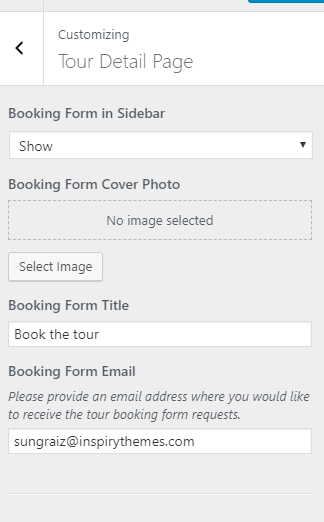 Customizing
Tour Detail Page
Booking Form in Sidebar
Show
Booking Form Cover Photo
No image selected
Select Image
Booking Form Title
Book the tour
Booking Form Email
Please provide an email address where you would like
to receive the tour booking form requests.
sungraiz@inspirythemes.com